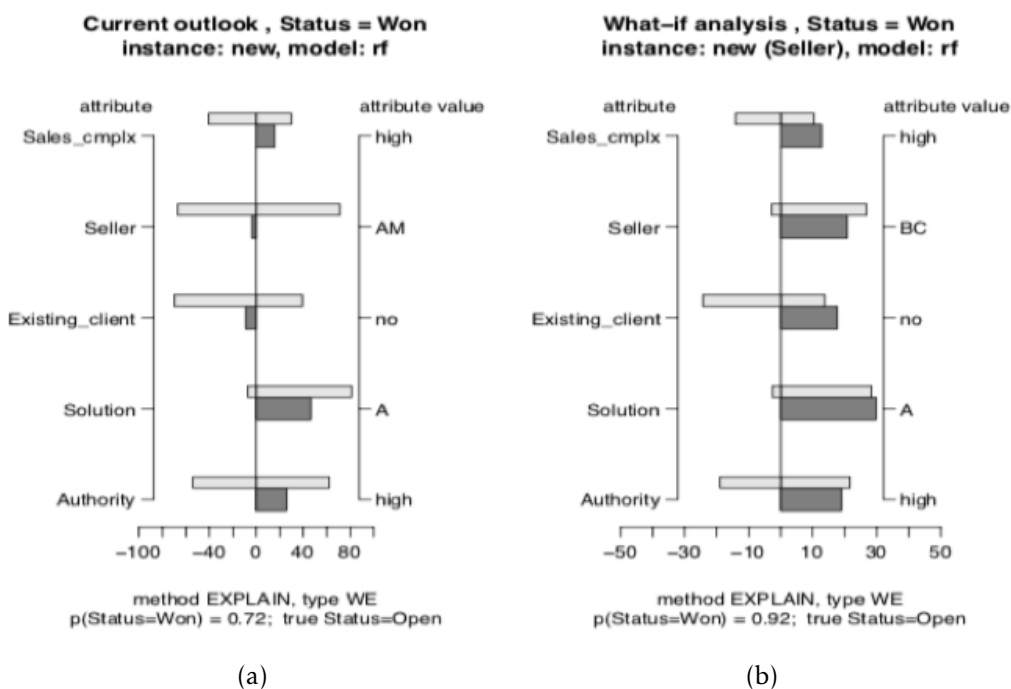 Current outlook , Status = Won
instance: new, model: rf
attribute
attribute value
Sales_cmplx
high
Seller
AM
Existing_client
no
Solution
A
Authority
high
−100
−40
0
40
80
method EXPLAIN, type WE
p(Status=Won) = 0.72; true Status=Open
(a)
What−if analysis , Status = Won
instance: new (Seller), model: rf
attribute
attribute value
Sales_cmplx
high
Seller
BC
Existing_client
no
Solution
A
Authority
high
−50
−30
−10
10
30
50
method EXPLAIN, type WE
p(Status=Won) = 0.92; true Status=Open
(b)